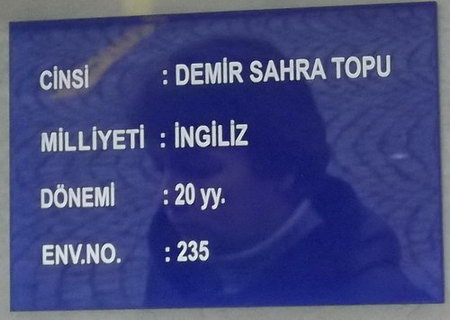 CİNSİ : DEMİR SAHRA TOPU
MİLLİYETİ : İNGİLİZ
DÖNEMİ : 20 yy.
ENV.NO. : 235